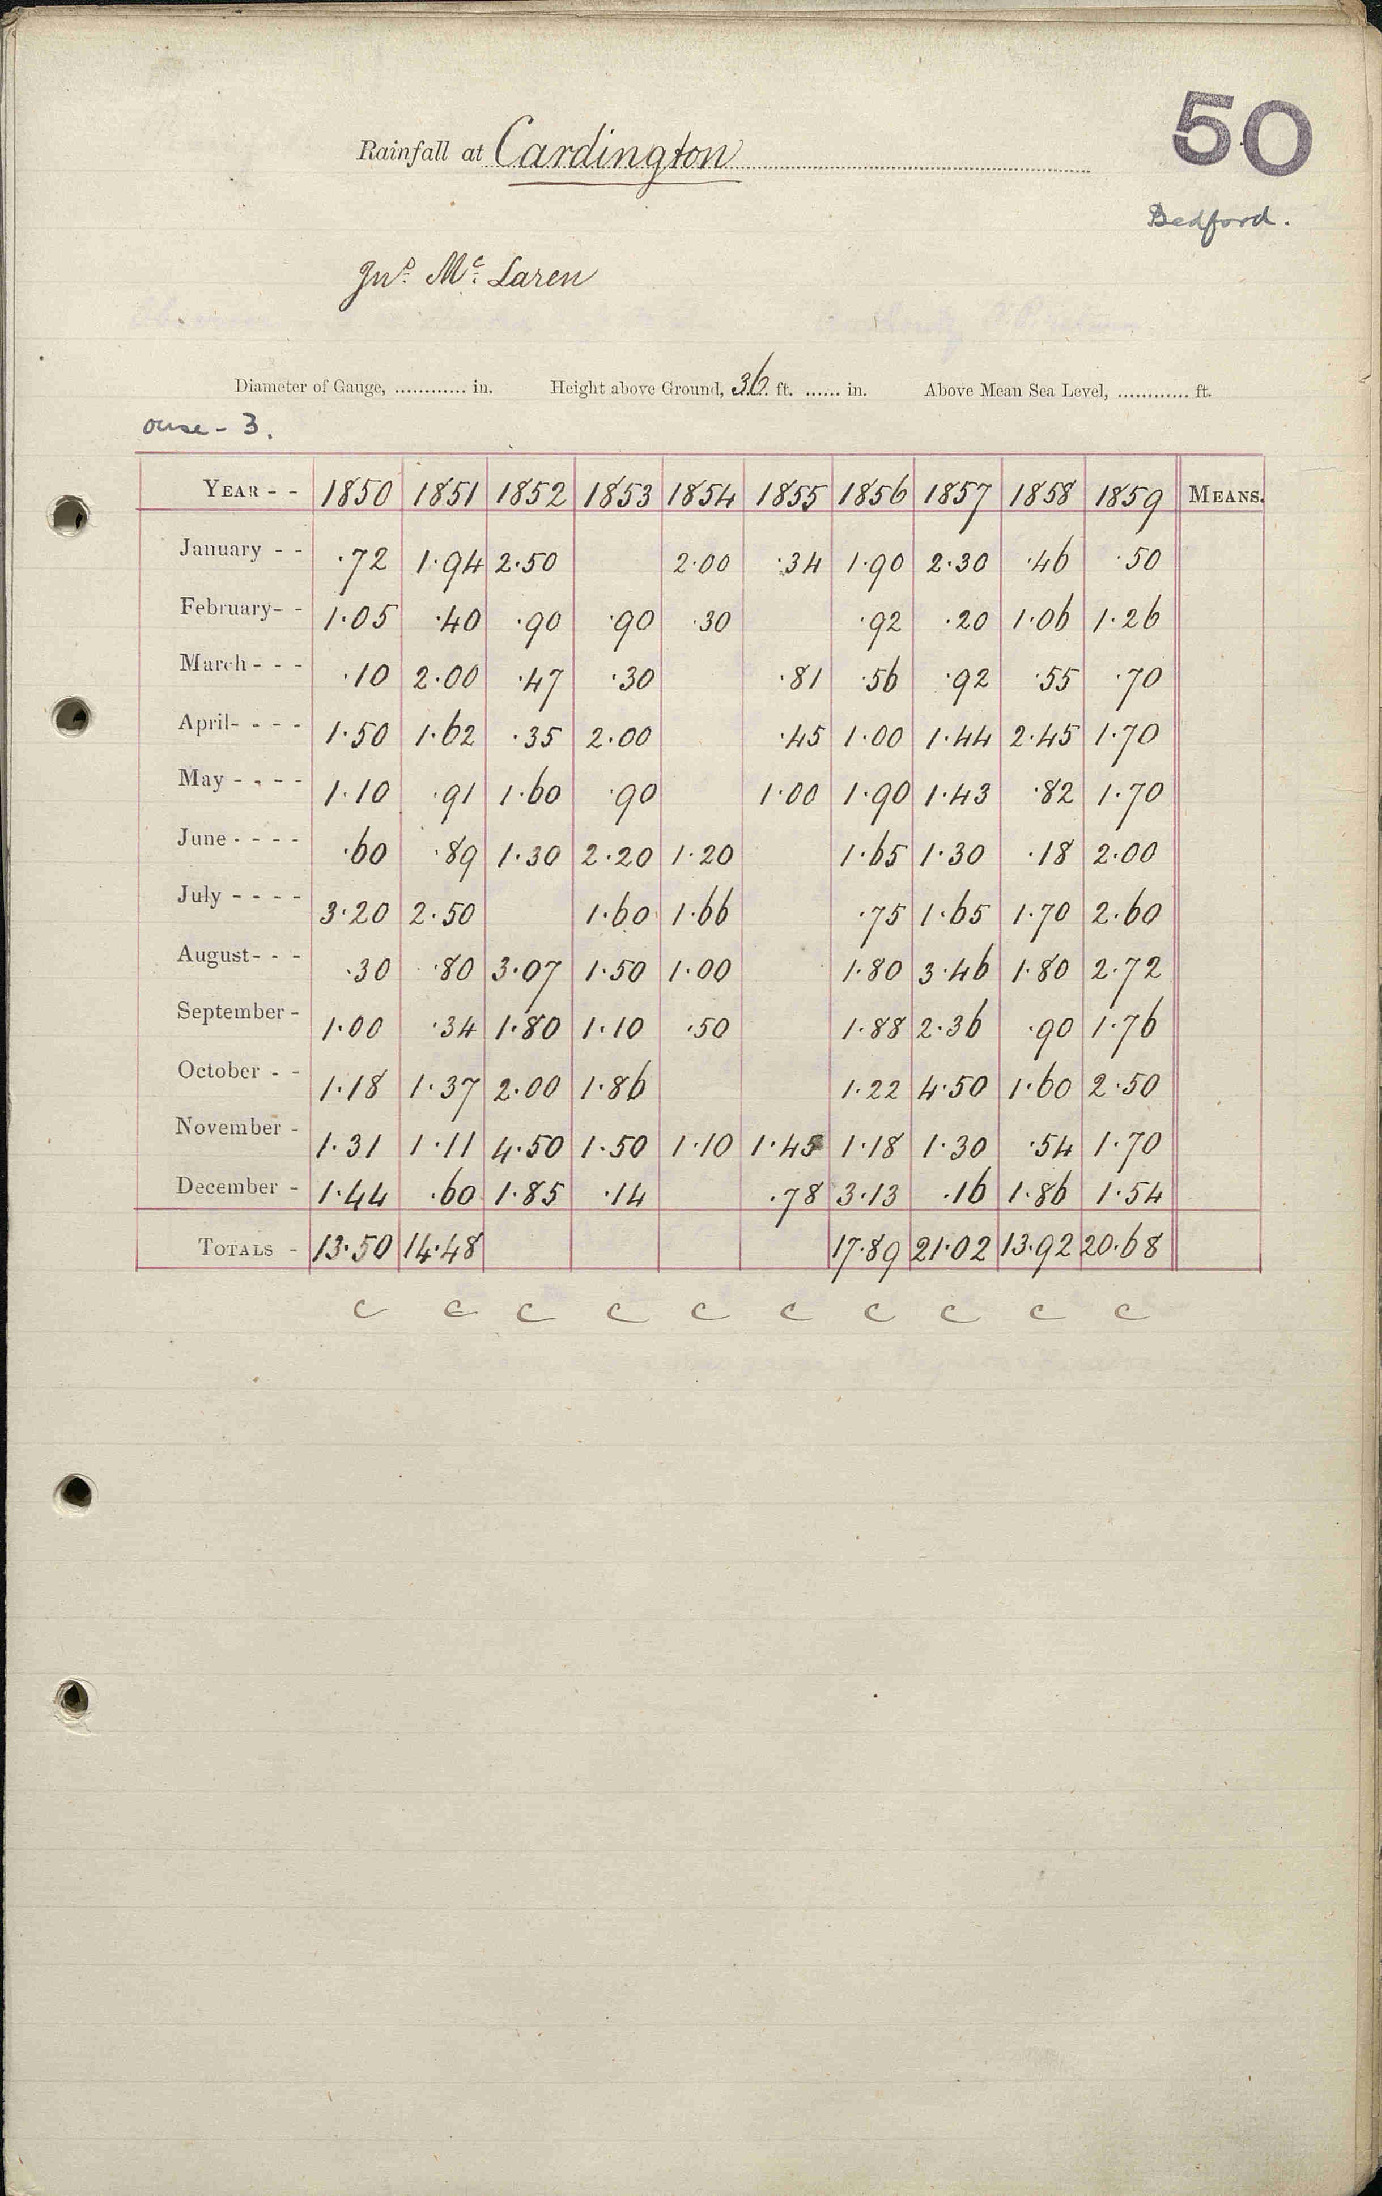 50
Rainfall at Cardington
Bedford.
Jno. Mc. Laren
Diameter of Gauge, ............ in. Height above Ground, 36 ft. ...... in. Above Mean Sea Level, ............ ft.
ouse - 3.
YEAR - - 1850 1851 1852 1853 1854 1855 1856 1857 1858 1859 MEANS.
January - - ·72 1·94 2·50 2·00 ·34 1·90 2·30 ·46 ·50
February - - 1·05 ·40 ·90 ·90 ·30 ·92 ·20 1·06 1·26
March - - - ·10 2·00 ·47 ·30 ·81 ·56 ·92 ·55 ·70
April - - - - 1·50 1·62 ·35 2·00 ·45 1·00 1·44 2·45 1·70
May - - - - 1·10 ·91 1·60 ·90 1·00 1·90 1·43 ·82 1·70
June - - - - ·60 ·89 1·30 2·20 1·20 1·65 1·30 ·18 2·00
July - - - - 3·20 2·50 1·60 1·66 ·75 1·65 1·70 2·60
August - - - ·30 ·80 3·07 1·50 1·00 1·80 3·46 1·80 2·72
September - 1·00 ·34 1·80 1·10 ·50 1·88 2·36 ·90 1·76
October - - 1·18 1·37 2·00 1·86 1·22 4·50 1·60 2·50
November - 1·31 1·11 4·50 1·50 1·10 1·45 1·18 1·30 ·54 1·70
December - 1·44 ·60 1·85 ·14 ·78 3·13 ·16 1·86 1·54
TOTALS - 13·50 14·48 17·89 21·02 13·92 20·68
c c c c c c c c c c